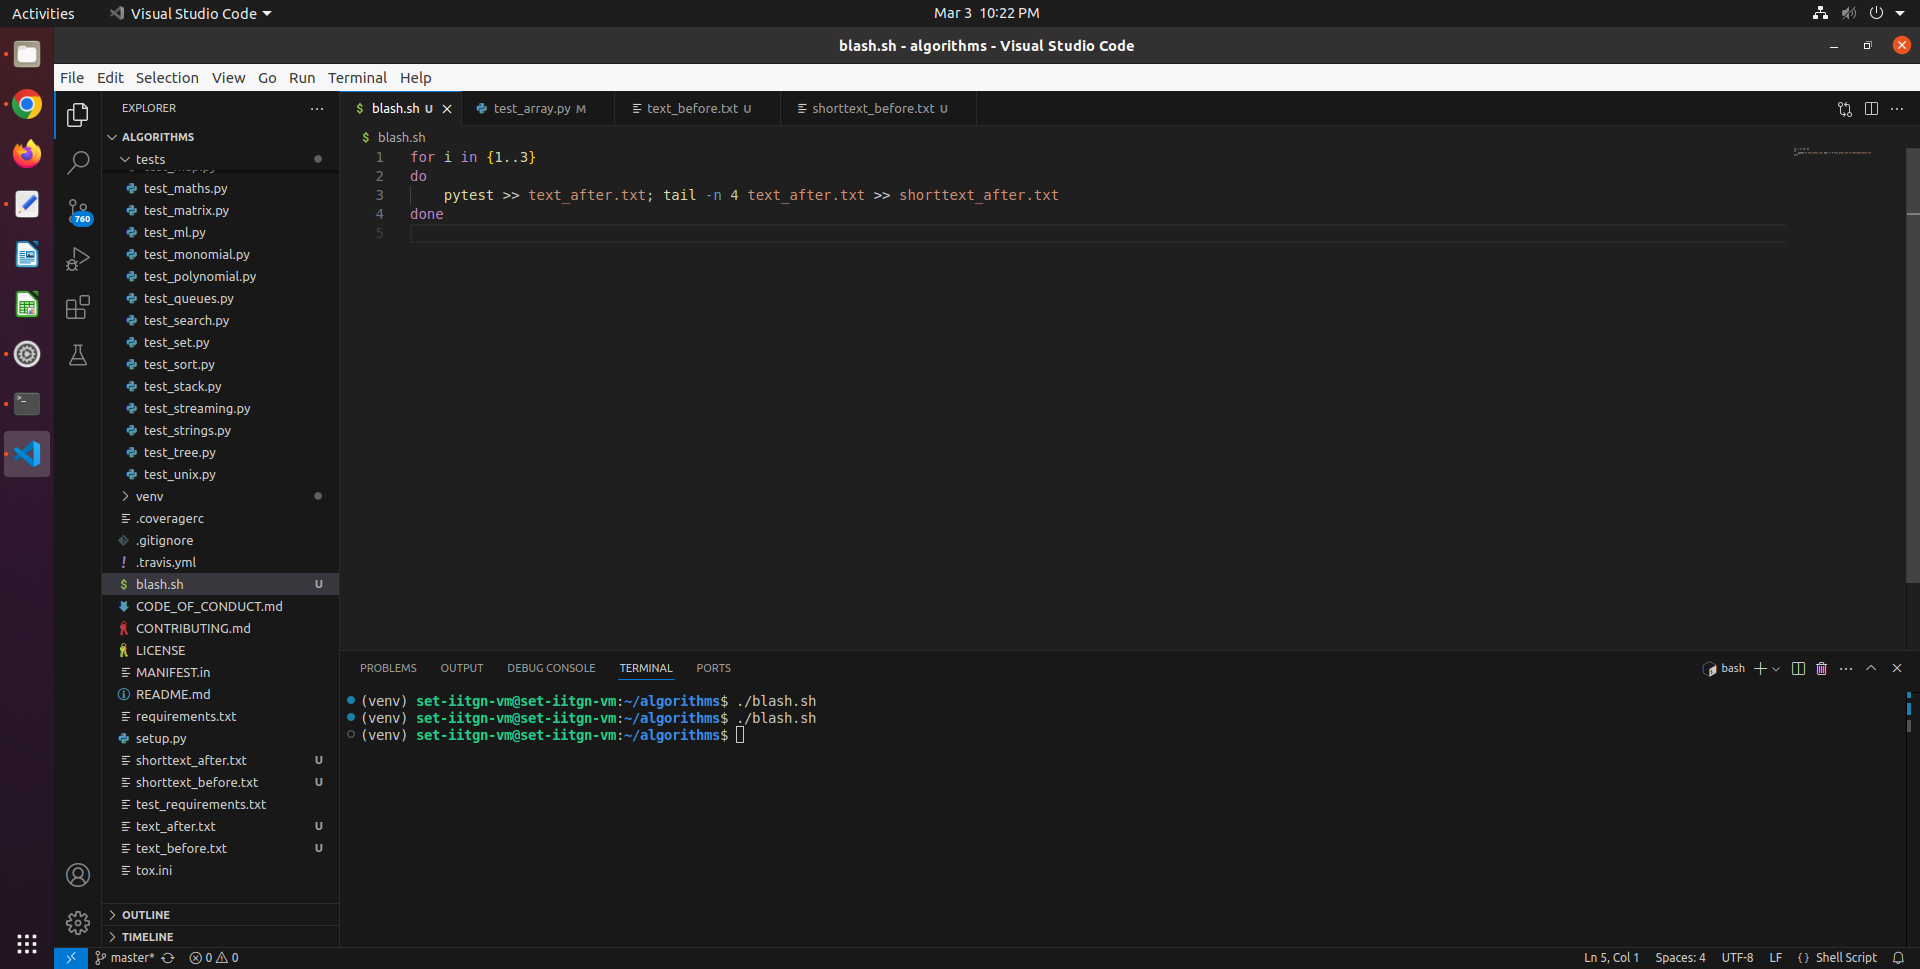 Activities
Visual Studio Code
Mar 3 10:22 PM
blash.sh - algorithms - Visual Studio Code
File Edit Selection View Go Run Terminal Help
EXPLORER
blash.sh U
test_array.py M
text_before.txt U
shorttext_before.txt U
ALGORITHMS
tests
test_maths.py
test_matrix.py
test_ml.py
test_monomial.py
test_polynomial.py
test_queues.py
test_search.py
test_set.py
test_sort.py
test_stack.py
test_streaming.py
test_strings.py
test_tree.py
test_unix.py
venv
.coveragerc
.gitignore
.travis.yml
blash.sh U
CODE_OF_CONDUCT.md
CONTRIBUTING.md
LICENSE
MANIFEST.in
README.md
requirements.txt
setup.py
shorttext_after.txt U
shorttext_before.txt U
test_requirements.txt
text_after.txt U
text_before.txt U
tox.ini
OUTLINE
TIMELINE
760
blash.sh
1 for i in {1..3}
2 do
3 pytest >> text_after.txt; tail -n 4 text_after.txt >> shorttext_after.txt
4 done
5
PROBLEMS OUTPUT DEBUG CONSOLE TERMINAL PORTS
bash
(venv) set-iitgn-vm@set-iitgn-vm:~/algorithms$ ./blash.sh
(venv) set-iitgn-vm@set-iitgn-vm:~/algorithms$ ./blash.sh
(venv) set-iitgn-vm@set-iitgn-vm:~/algorithms$
master* 0 0
Ln 5, Col 1 Spaces: 4 UTF-8 LF {} Shell Script